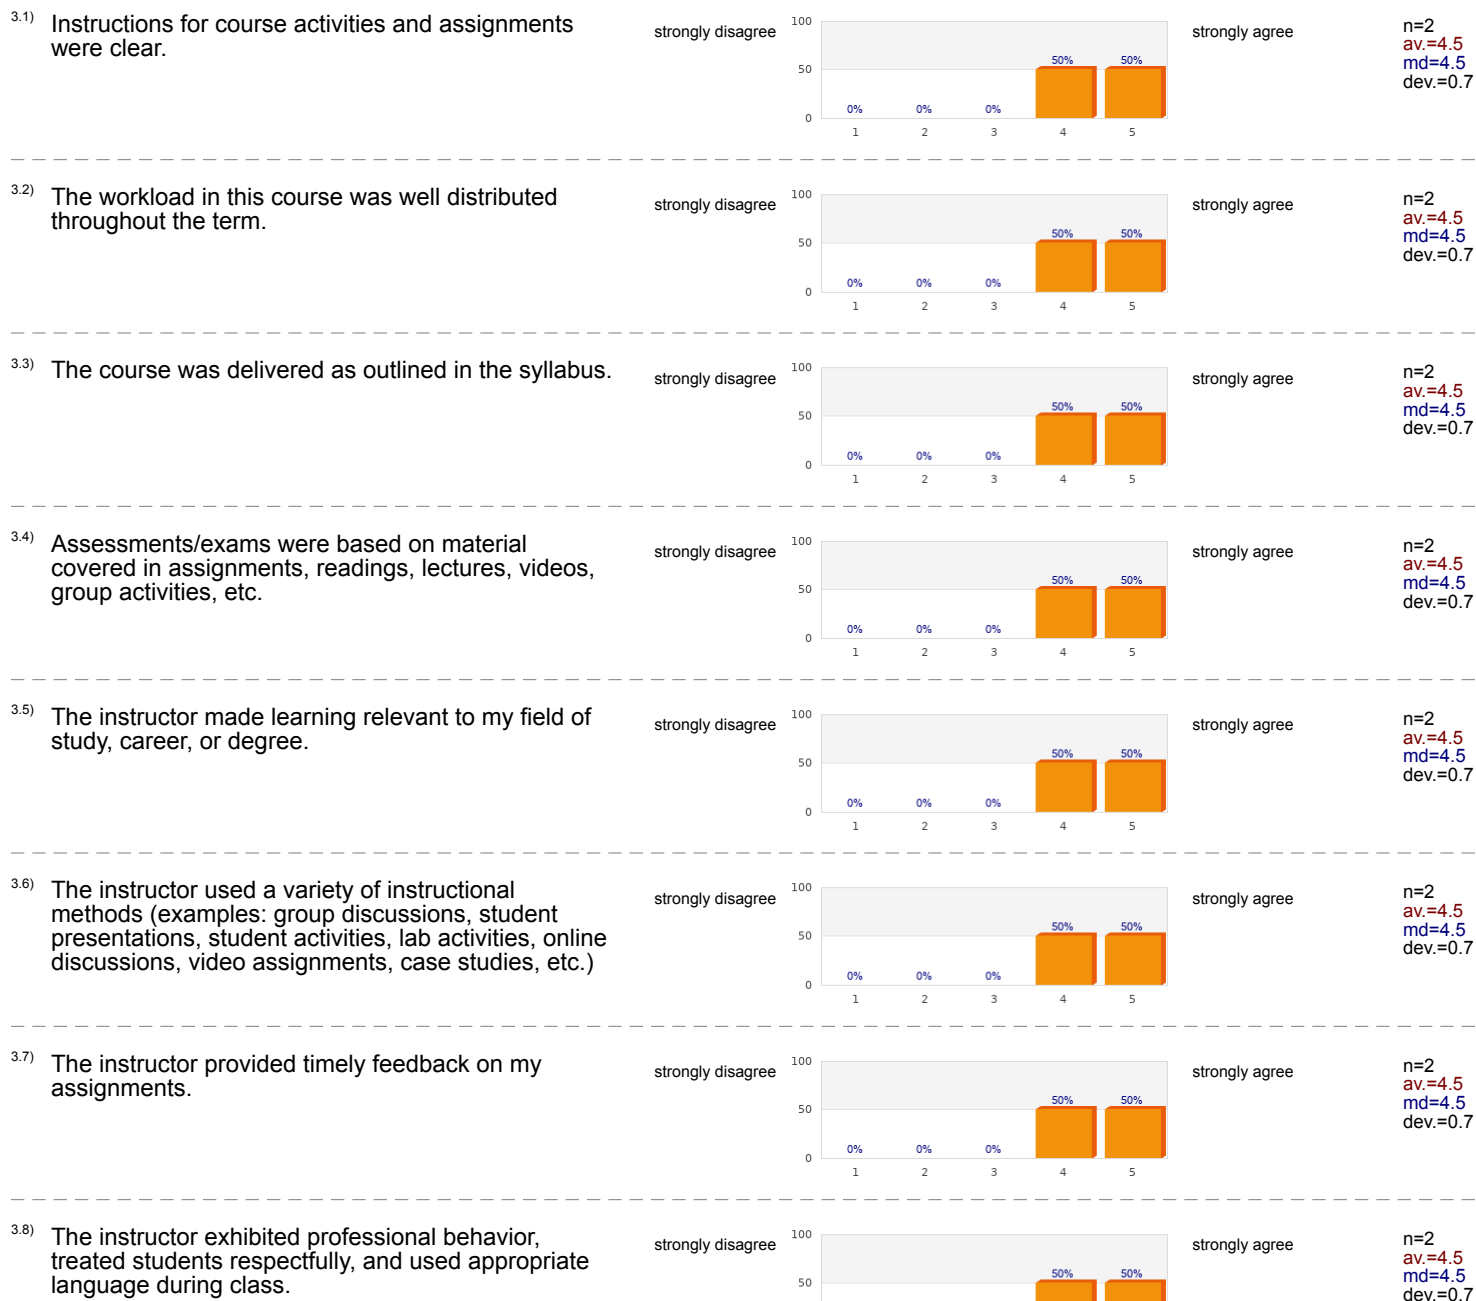 3.1) Instructions for course activities and assignments
were clear.
strongly disagree
100
50
0
0%
0%
0%
50%
50%
1
2
3
4
5
strongly agree
n=2
av.=4.5
md=4.5
dev.=0.7
3.2) The workload in this course was well distributed
throughout the term.
strongly disagree
100
50
0
0%
0%
0%
50%
50%
1
2
3
4
5
strongly agree
n=2
av.=4.5
md=4.5
dev.=0.7
3.3) The course was delivered as outlined in the syllabus.
strongly disagree
100
50
0
0%
0%
0%
50%
50%
1
2
3
4
5
strongly agree
n=2
av.=4.5
md=4.5
dev.=0.7
3.4) Assessments/exams were based on material
covered in assignments, readings, lectures, videos,
group activities, etc.
strongly disagree
100
50
0
0%
0%
0%
50%
50%
1
2
3
4
5
strongly agree
n=2
av.=4.5
md=4.5
dev.=0.7
3.5) The instructor made learning relevant to my field of
study, career, or degree.
strongly disagree
100
50
0
0%
0%
0%
50%
50%
1
2
3
4
5
strongly agree
n=2
av.=4.5
md=4.5
dev.=0.7
3.6) The instructor used a variety of instructional
methods (examples: group discussions, student
presentations, student activities, lab activities, online
discussions, video assignments, case studies, etc.)
strongly disagree
100
50
0
0%
0%
0%
50%
50%
1
2
3
4
5
strongly agree
n=2
av.=4.5
md=4.5
dev.=0.7
3.7) The instructor provided timely feedback on my
assignments.
strongly disagree
100
50
0
0%
0%
0%
50%
50%
1
2
3
4
5
strongly agree
n=2
av.=4.5
md=4.5
dev.=0.7
3.8) The instructor exhibited professional behavior,
treated students respectfully, and used appropriate
language during class.
strongly disagree
100
50
50%
50%
strongly agree
n=2
av.=4.5
md=4.5
dev.=0.7